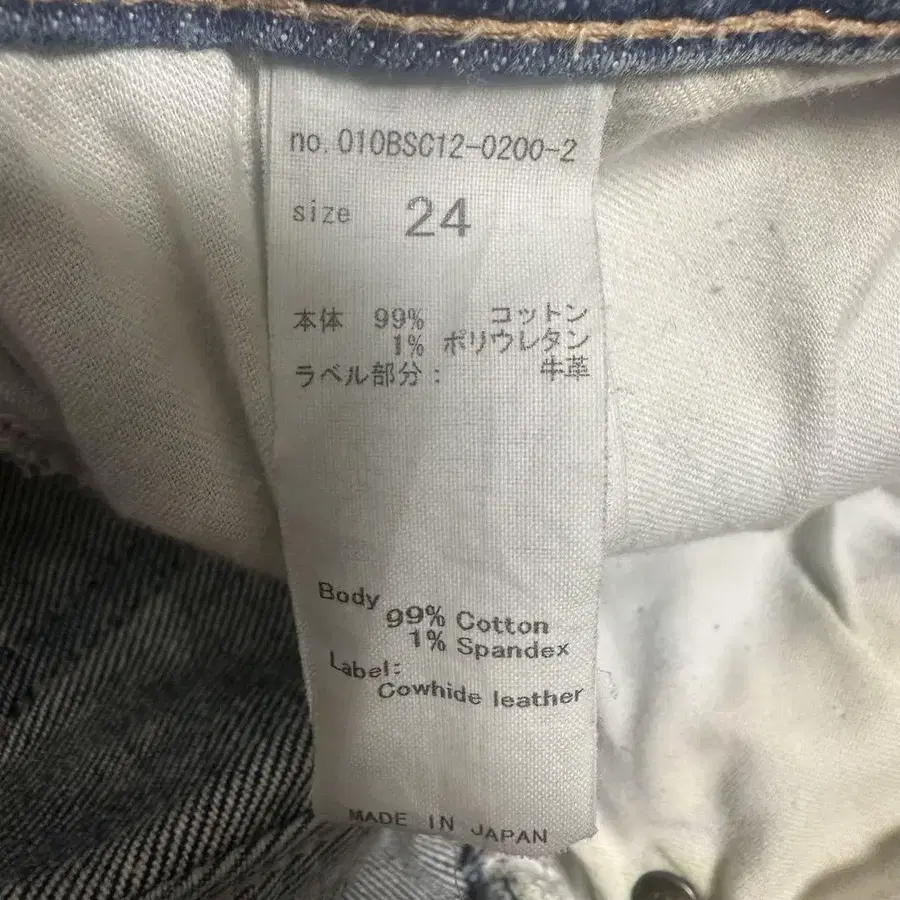 no. 010BSC12-0200-2
size 24
本体 99% コットン
1% ポリウレタン
ラベル部分: 牛革
Body
99% Cotton
1% Spandex
Label:
Cowhide leather
MADE IN JAPAN